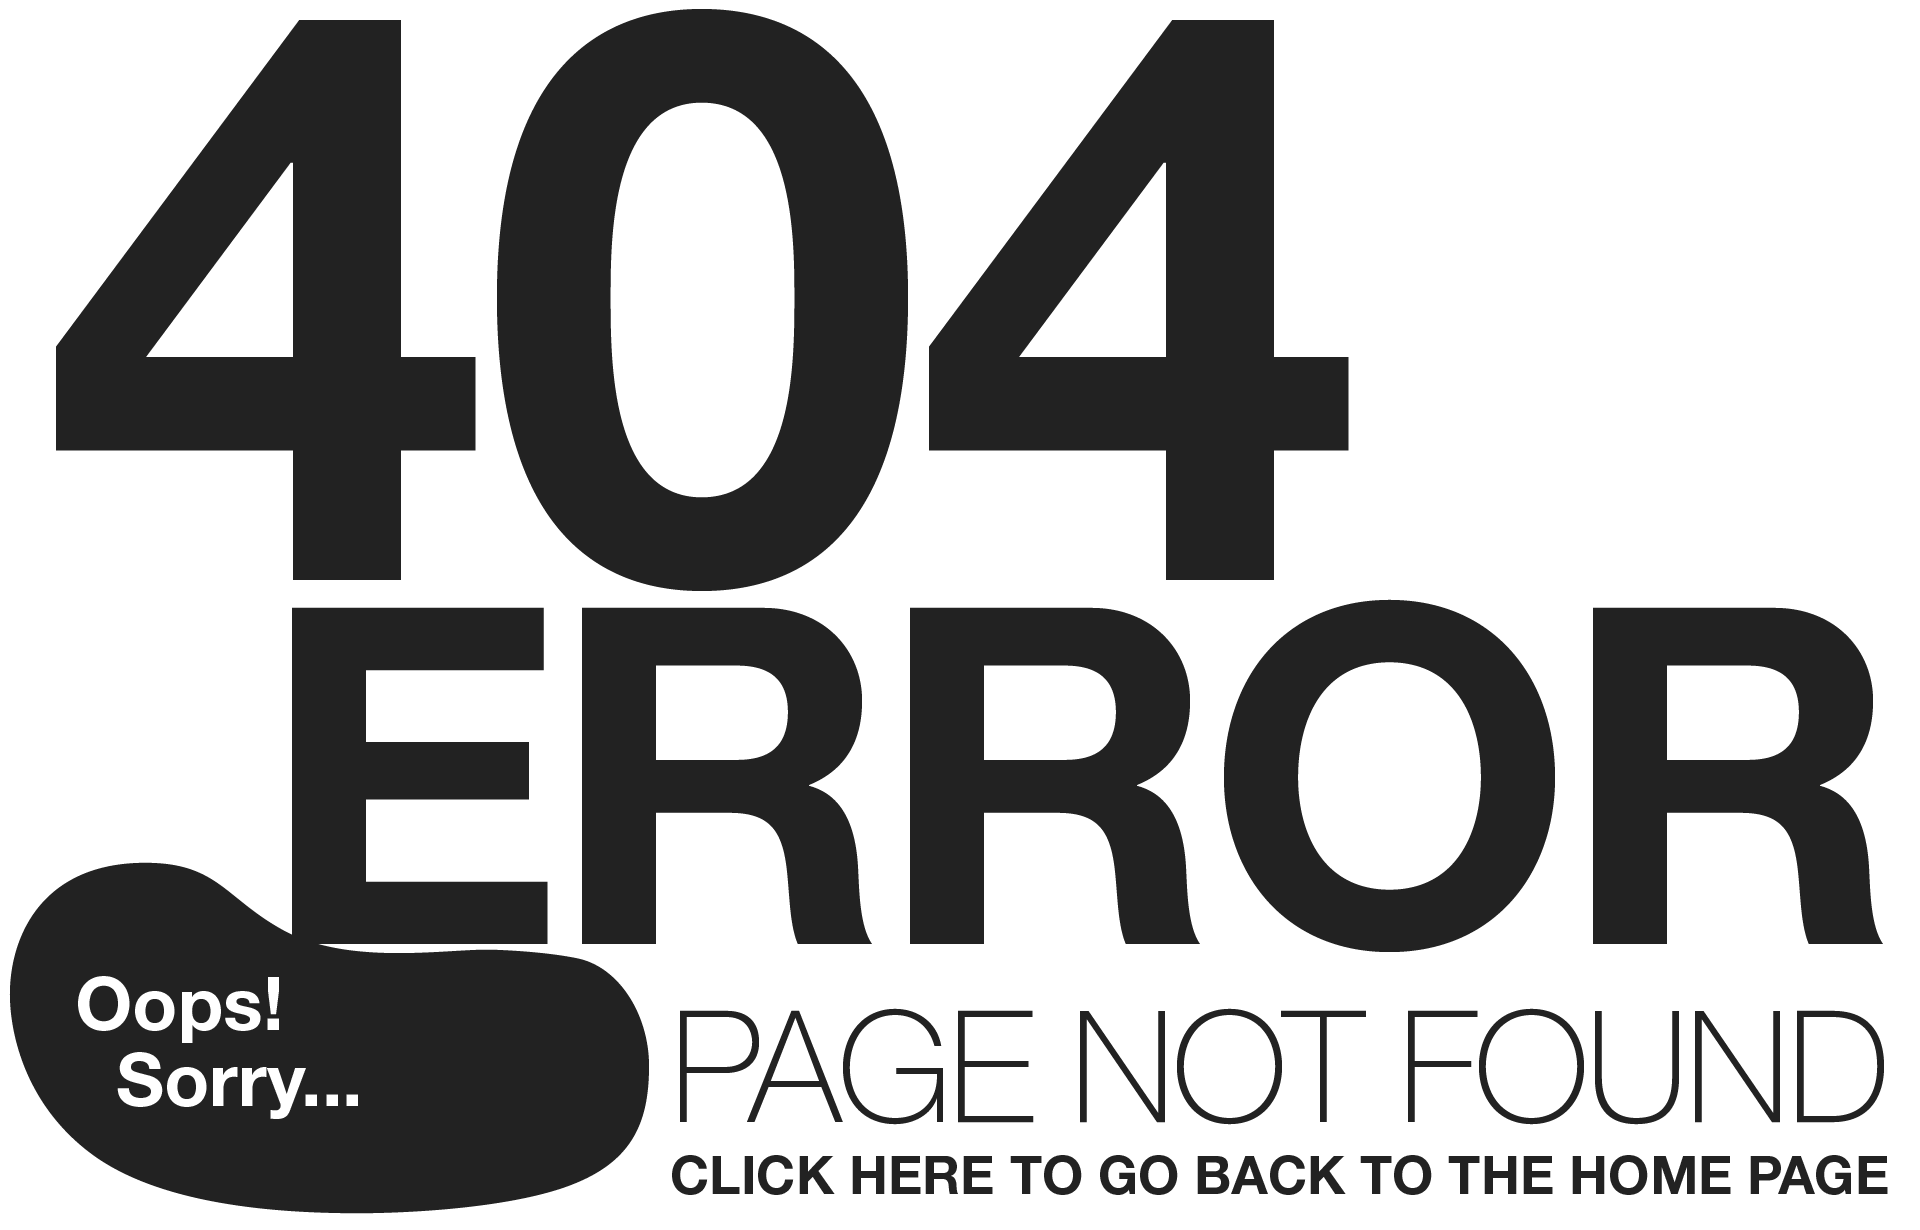 404
ERROR
Oops!
Sorry...
PAGE NOT FOUND
CLICK HERE TO GO BACK TO THE HOME PAGE